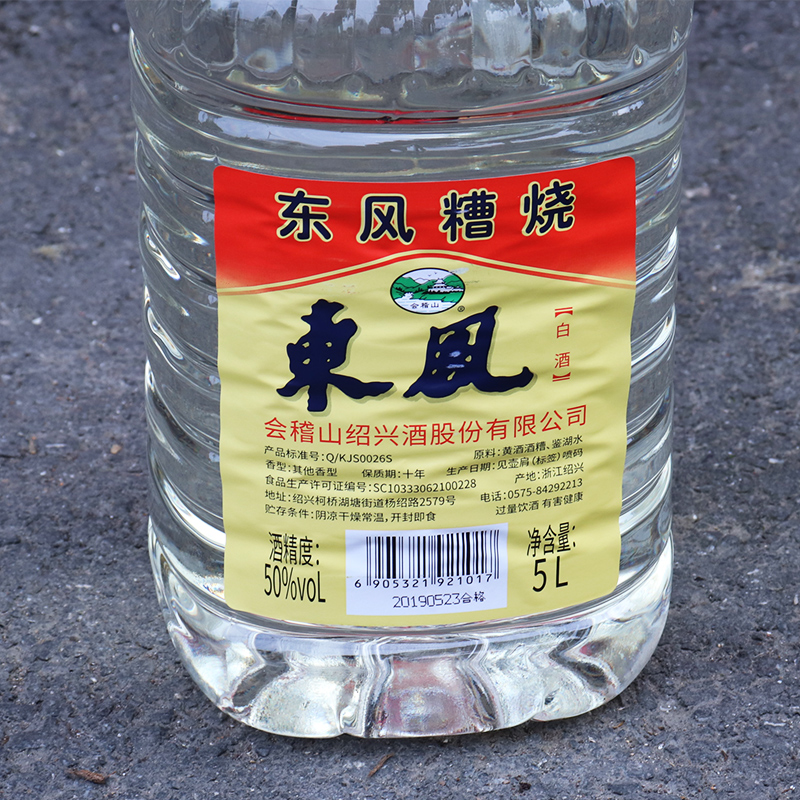 东风糟烧
会稽山
®
東風
【白酒】
会稽山绍兴酒股份有限公司
产品标准号：Q/KJS0026S
原料：黄酒酒糟、鉴湖水
香型：其他香型 保质期：十年
生产日期：见壶肩（标签）喷码
食品生产许可证编号：SC10333062100228
产地：浙江绍兴
地址：绍兴柯桥湖塘街道杨绍路2579号
电话：0575-84292213
贮存条件：阴凉干燥常温，开封即食
过量饮酒 有害健康
酒精度：
50%voL
6 905321 921017
20190523合格
净含量：
5L